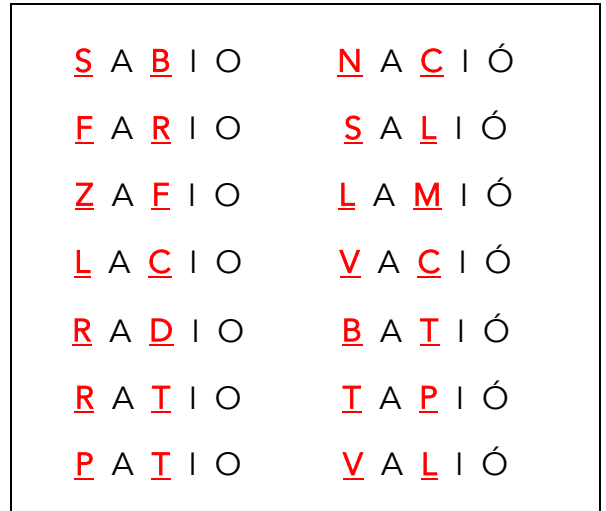 S A B I O N A C I Ó
F A R I O S A L I Ó
Z A F I O L A M I Ó
L A C I O V A C I Ó
R A D I O B A T I Ó
R A T I O T A P I Ó
P A T I O V A L I Ó